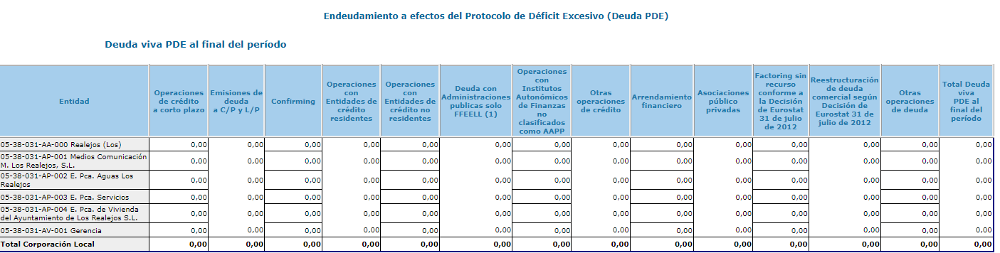 Endeudamiento a efectos del Protocolo de Déficit Excesivo (Deuda PDE)
Deuda viva PDE al final del período
Entidad
Operaciones
de crédito
a corto plazo
Emisiones de
deuda
a C/P y L/P
Confirming
Operaciones
con
Entidades de
crédito
residentes
Operaciones
con
Entidades de
crédito no
residentes
Deuda con
Administraciones
publicas solo
FFEELL (1)
Operaciones
con
Institutos
Autonómicos
de Finanzas
no
clasificados
como AAPP
Otras
operaciones
de crédito
Arrendamiento
financiero
Asociaciones
público
privadas
Factoring sin
recurso
conforme a
la Decisión
de Eurostat
31 de julio
de 2012
Reestructuración
de deuda
comercial según
Decisión de
Eurostat 31 de
julio de 2012
Otras
operaciones
de deuda
Total Deuda
viva
PDE al
final del
período
05-38-031-AA-000 Realejos (Los) 0,00 0,00 0,00 0,00 0,00 0,00 0,00 0,00 0,00 0,00 0,00 0,00 0,00 0,00
05-38-031-AP-001 Medios Comunicación
M. Los Realejos, S.L. 0,00 0,00 0,00 0,00 0,00 0,00 0,00 0,00 0,00 0,00 0,00 0,00 0,00 0,00
05-38-031-AP-002 E. Pca. Aguas Los
Realejos 0,00 0,00 0,00 0,00 0,00 0,00 0,00 0,00 0,00 0,00 0,00 0,00 0,00 0,00
05-38-031-AP-003 E. Pca. Servicios 0,00 0,00 0,00 0,00 0,00 0,00 0,00 0,00 0,00 0,00 0,00 0,00 0,00 0,00
05-38-031-AP-004 E. Pca. de Vivienda
del Ayuntamiento de Los Realejos S.L. 0,00 0,00 0,00 0,00 0,00 0,00 0,00 0,00 0,00 0,00 0,00 0,00 0,00 0,00
05-38-031-AV-001 Gerencia 0,00 0,00 0,00 0,00 0,00 0,00 0,00 0,00 0,00 0,00 0,00 0,00 0,00 0,00
Total Corporación Local 0,00 0,00 0,00 0,00 0,00 0,00 0,00 0,00 0,00 0,00 0,00 0,00 0,00 0,00